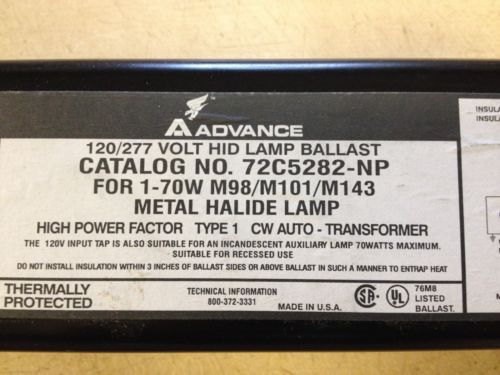 ADVANCE
120/277 VOLT HID LAMP BALLAST
CATALOG NO. 72C5282-NP
FOR 1-70W M98/M101/M143
METAL HALIDE LAMP
HIGH POWER FACTOR TYPE 1 CW AUTO - TRANSFORMER
THE 120V INPUT TAP IS ALSO SUITABLE FOR AN INCANDESCENT AUXILIARY LAMP 70WATTS MAXIMUM.
SUITABLE FOR RECESSED USE
DO NOT INSTALL INSULATION WITHIN 3 INCHES OF BALLAST SIDES OR ABOVE BALLAST IN SUCH A MANNER TO ENTRAP HEAT
THERMALLY
PROTECTED
TECHNICAL INFORMATION
800-372-3331
MADE IN U.S.A.
SA
UL
76M8
LISTED
BALLAST.
INSULA
INSULA